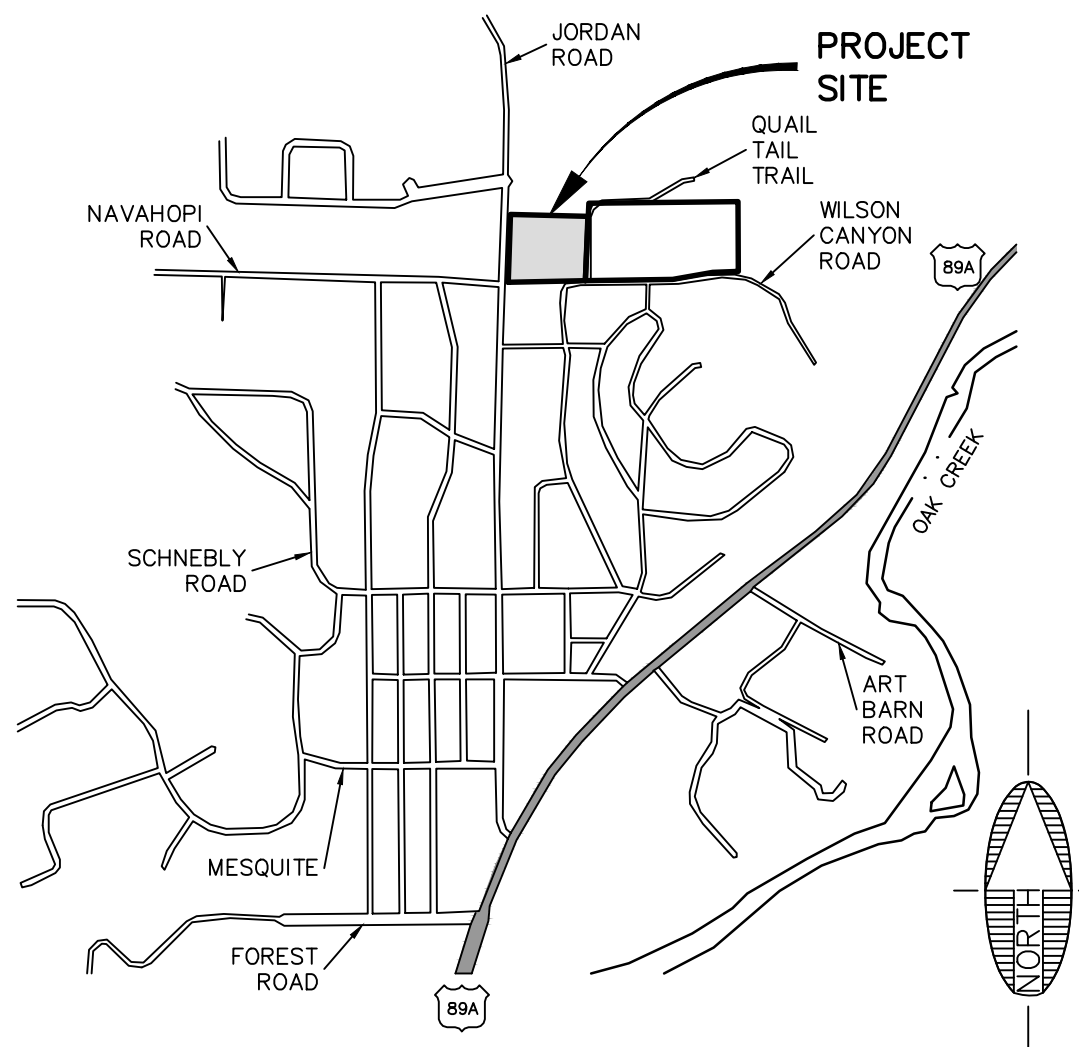 JORDAN
ROAD
PROJECT
SITE
QUAIL
TAIL
TRAIL
NAVAHOPI
ROAD
WILSON
CANYON
ROAD
89A
OAK CREEK
SCHNEBLY
ROAD
ART
BARN
ROAD
MESQUITE
FOREST
ROAD
NORTH
89A